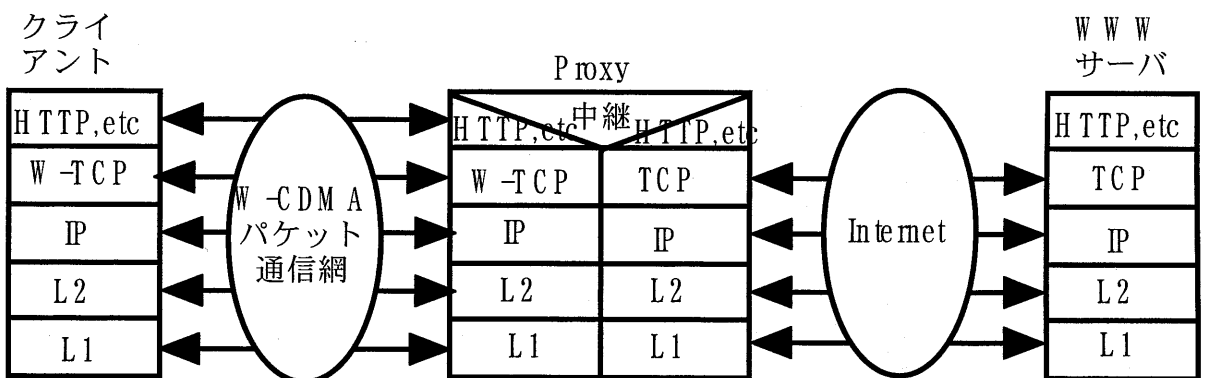 クライ
アント
HTTP,etc
W-TCP
IP
L2
L1
W-CDMA
パケット
通信網
Proxy
中継
HTTP,etc
HTTP,etc
W-TCP
TCP
IP
IP
L2
L2
L1
L1
Internet
WWW
サーバ
HTTP,etc
TCP
IP
L2
L1